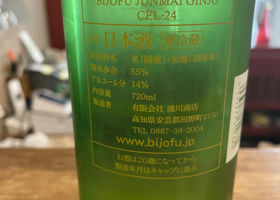 BIJOFU JUNMAI GINJO
CEL-24
日本酒 要冷蔵
原材料名 米(国産)・米麹(国産米)
精米歩合 55%
アルコール分 14%
内容量 720ml
製造者 有限会社 濵川商店
高知県安芸郡田野町2150
TEL 0887-38-2004
www.bijofu.jp
お酒は20歳になってから
製造年月はキャップに表示